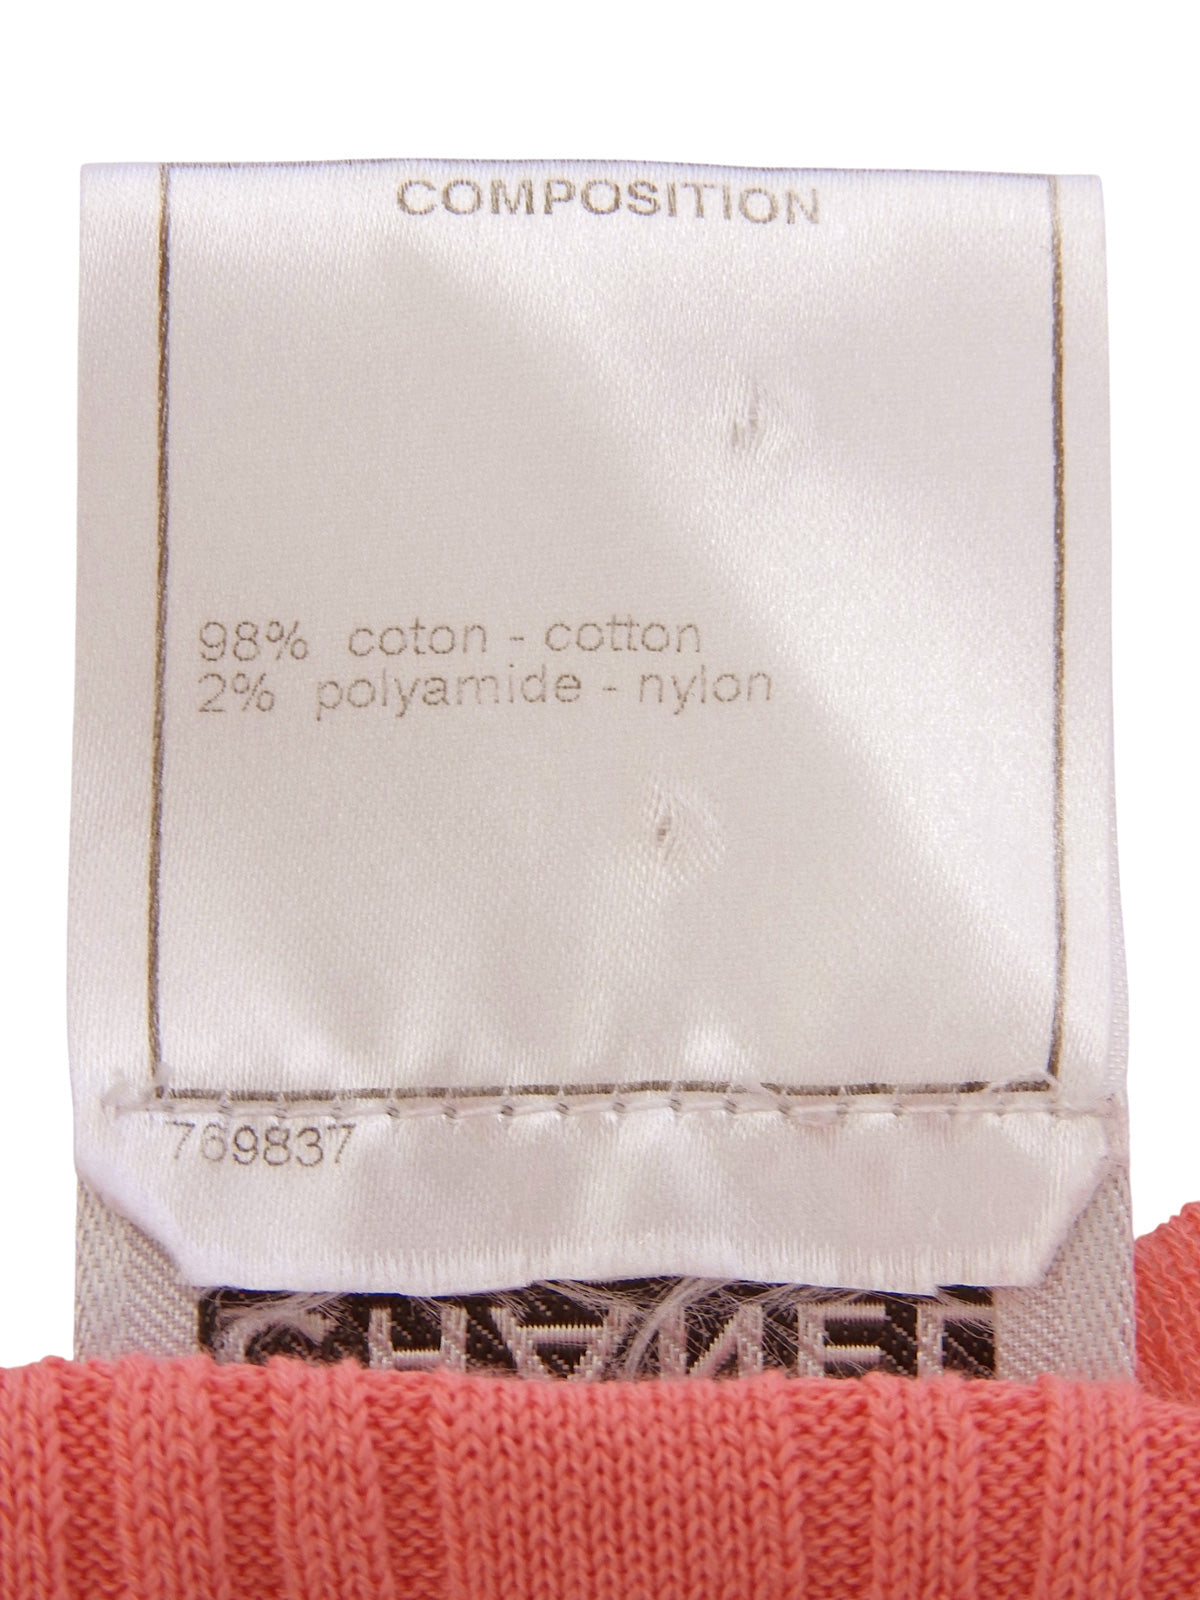 COMPOSITION
98% coton - cotton
2% polyamide - nylon
769837
CHANEL